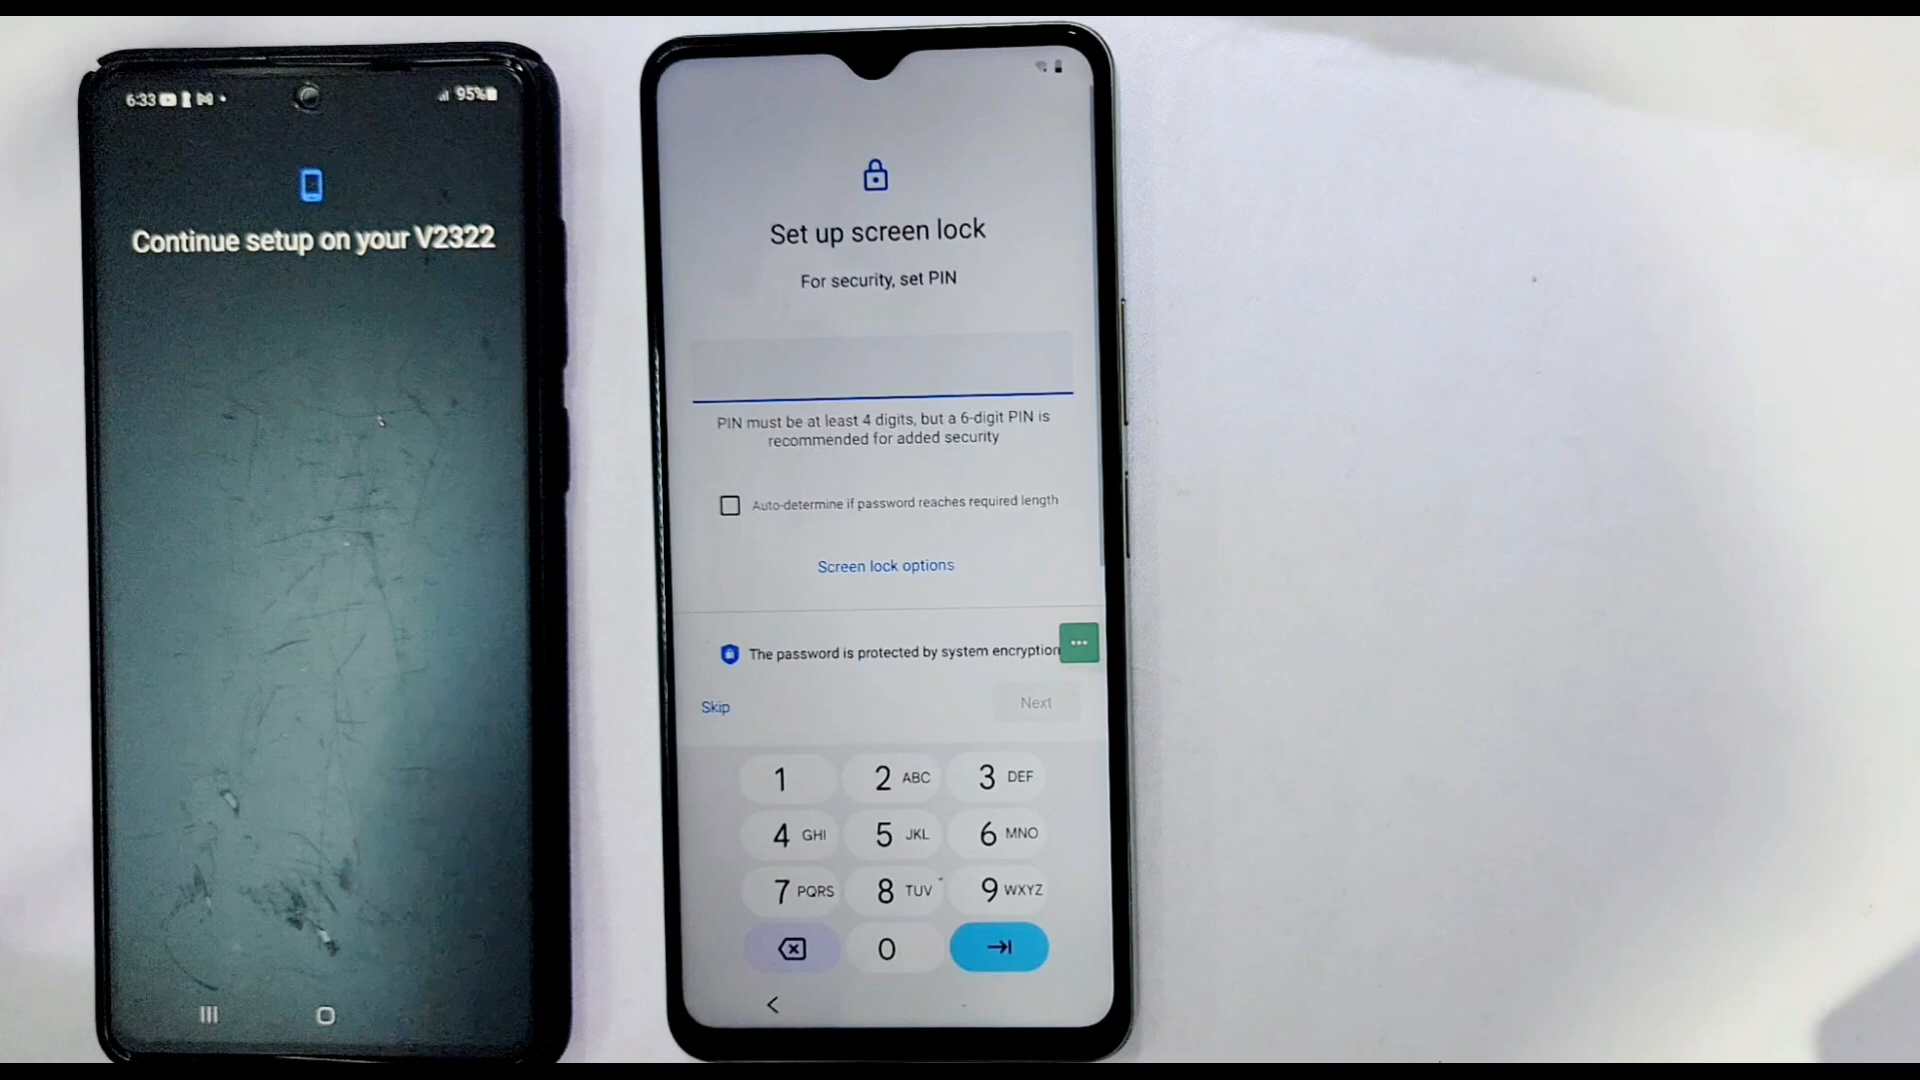 6:33
95%
Continue setup on your V2322
Set up screen lock
For security, set PIN
PIN must be at least 4 digits, but a 6-digit PIN is
recommended for added security
Auto-determine if password reaches required length
Screen lock options
The password is protected by system encryption
Skip
Next
1
2 ABC
3 DEF
4 GHI
5 JKL
6 MNO
7 PQRS
8 TUV
9 WXYZ
0